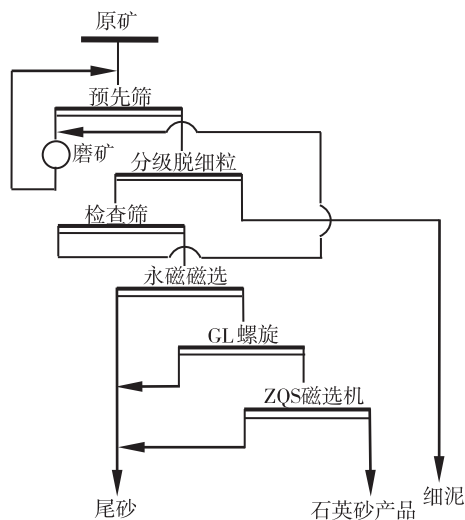 原矿
预先筛
磨矿
分级脱细粒
检查筛
永磁磁选
GL螺旋
ZQS磁选机
尾砂
石英砂产品
细泥